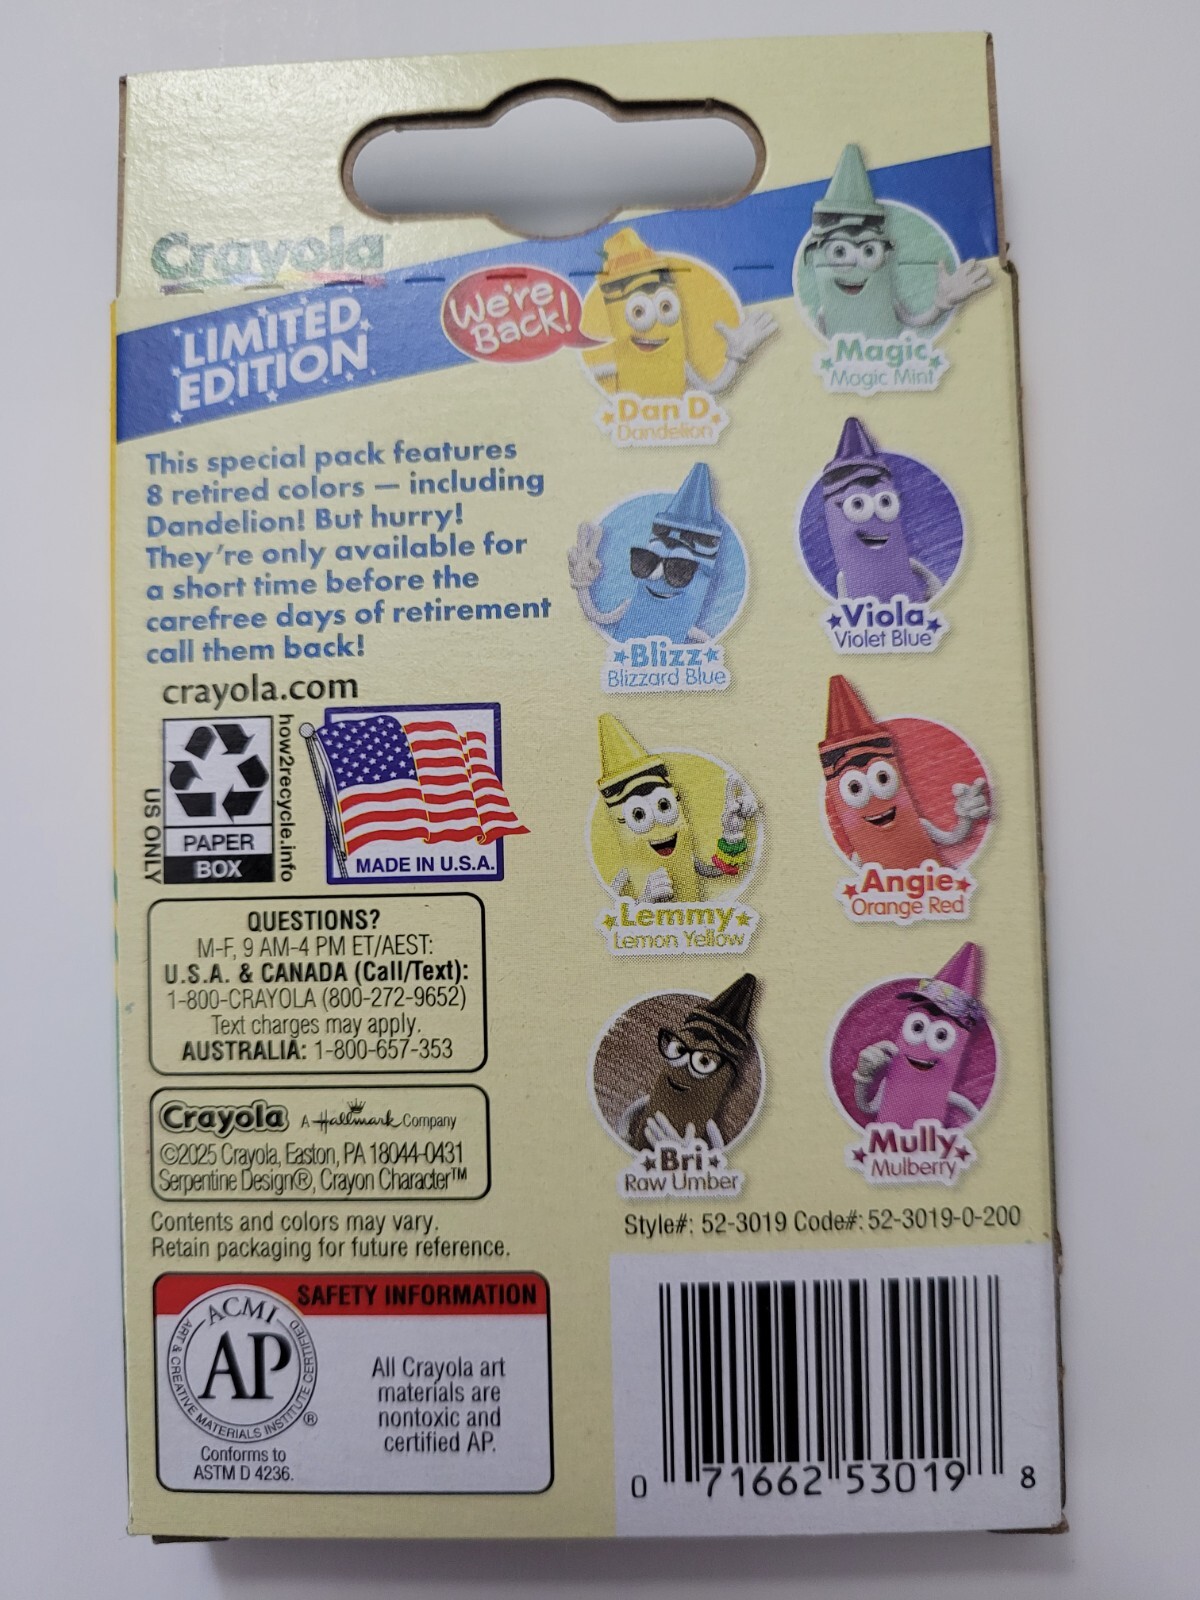 Crayola
LIMITED
EDITION
We're
Back!
Dan D
Dandelion
Magic
Magic Mint
This special pack features
8 retired colors — including
Dandelion! But hurry!
They're only available for
a short time before the
carefree days of retirement
call them back!
crayola.com
Blizz
Blizzard Blue
Viola
Violet Blue
US ONLY
PAPER
BOX
how2recycle.info
MADE IN U.S.A.
Lemmy
Lemon Yellow
Angie
Orange Red
QUESTIONS?
M-F, 9 AM-4 PM ET/AEST:
U.S.A. & CANADA (Call/Text):
1-800-CRAYOLA (800-272-9652)
Text charges may apply.
AUSTRALIA: 1-800-657-353
Bri
Raw Umber
Mully
Mulberry
Crayola A Hallmark Company
©2025 Crayola, Easton, PA 18044-0431
Serpentine Design®, Crayon Character™
Contents and colors may vary.
Retain packaging for future reference.
Style#: 52-3019 Code#: 52-3019-0-200
SAFETY INFORMATION
ACMI
AP
ART & CREATIVE MATERIALS INSTITUTE CERTIFIED
®
Conforms to
ASTM D 4236.
All Crayola art
materials are
nontoxic and
certified AP.
0 71662 53019 8